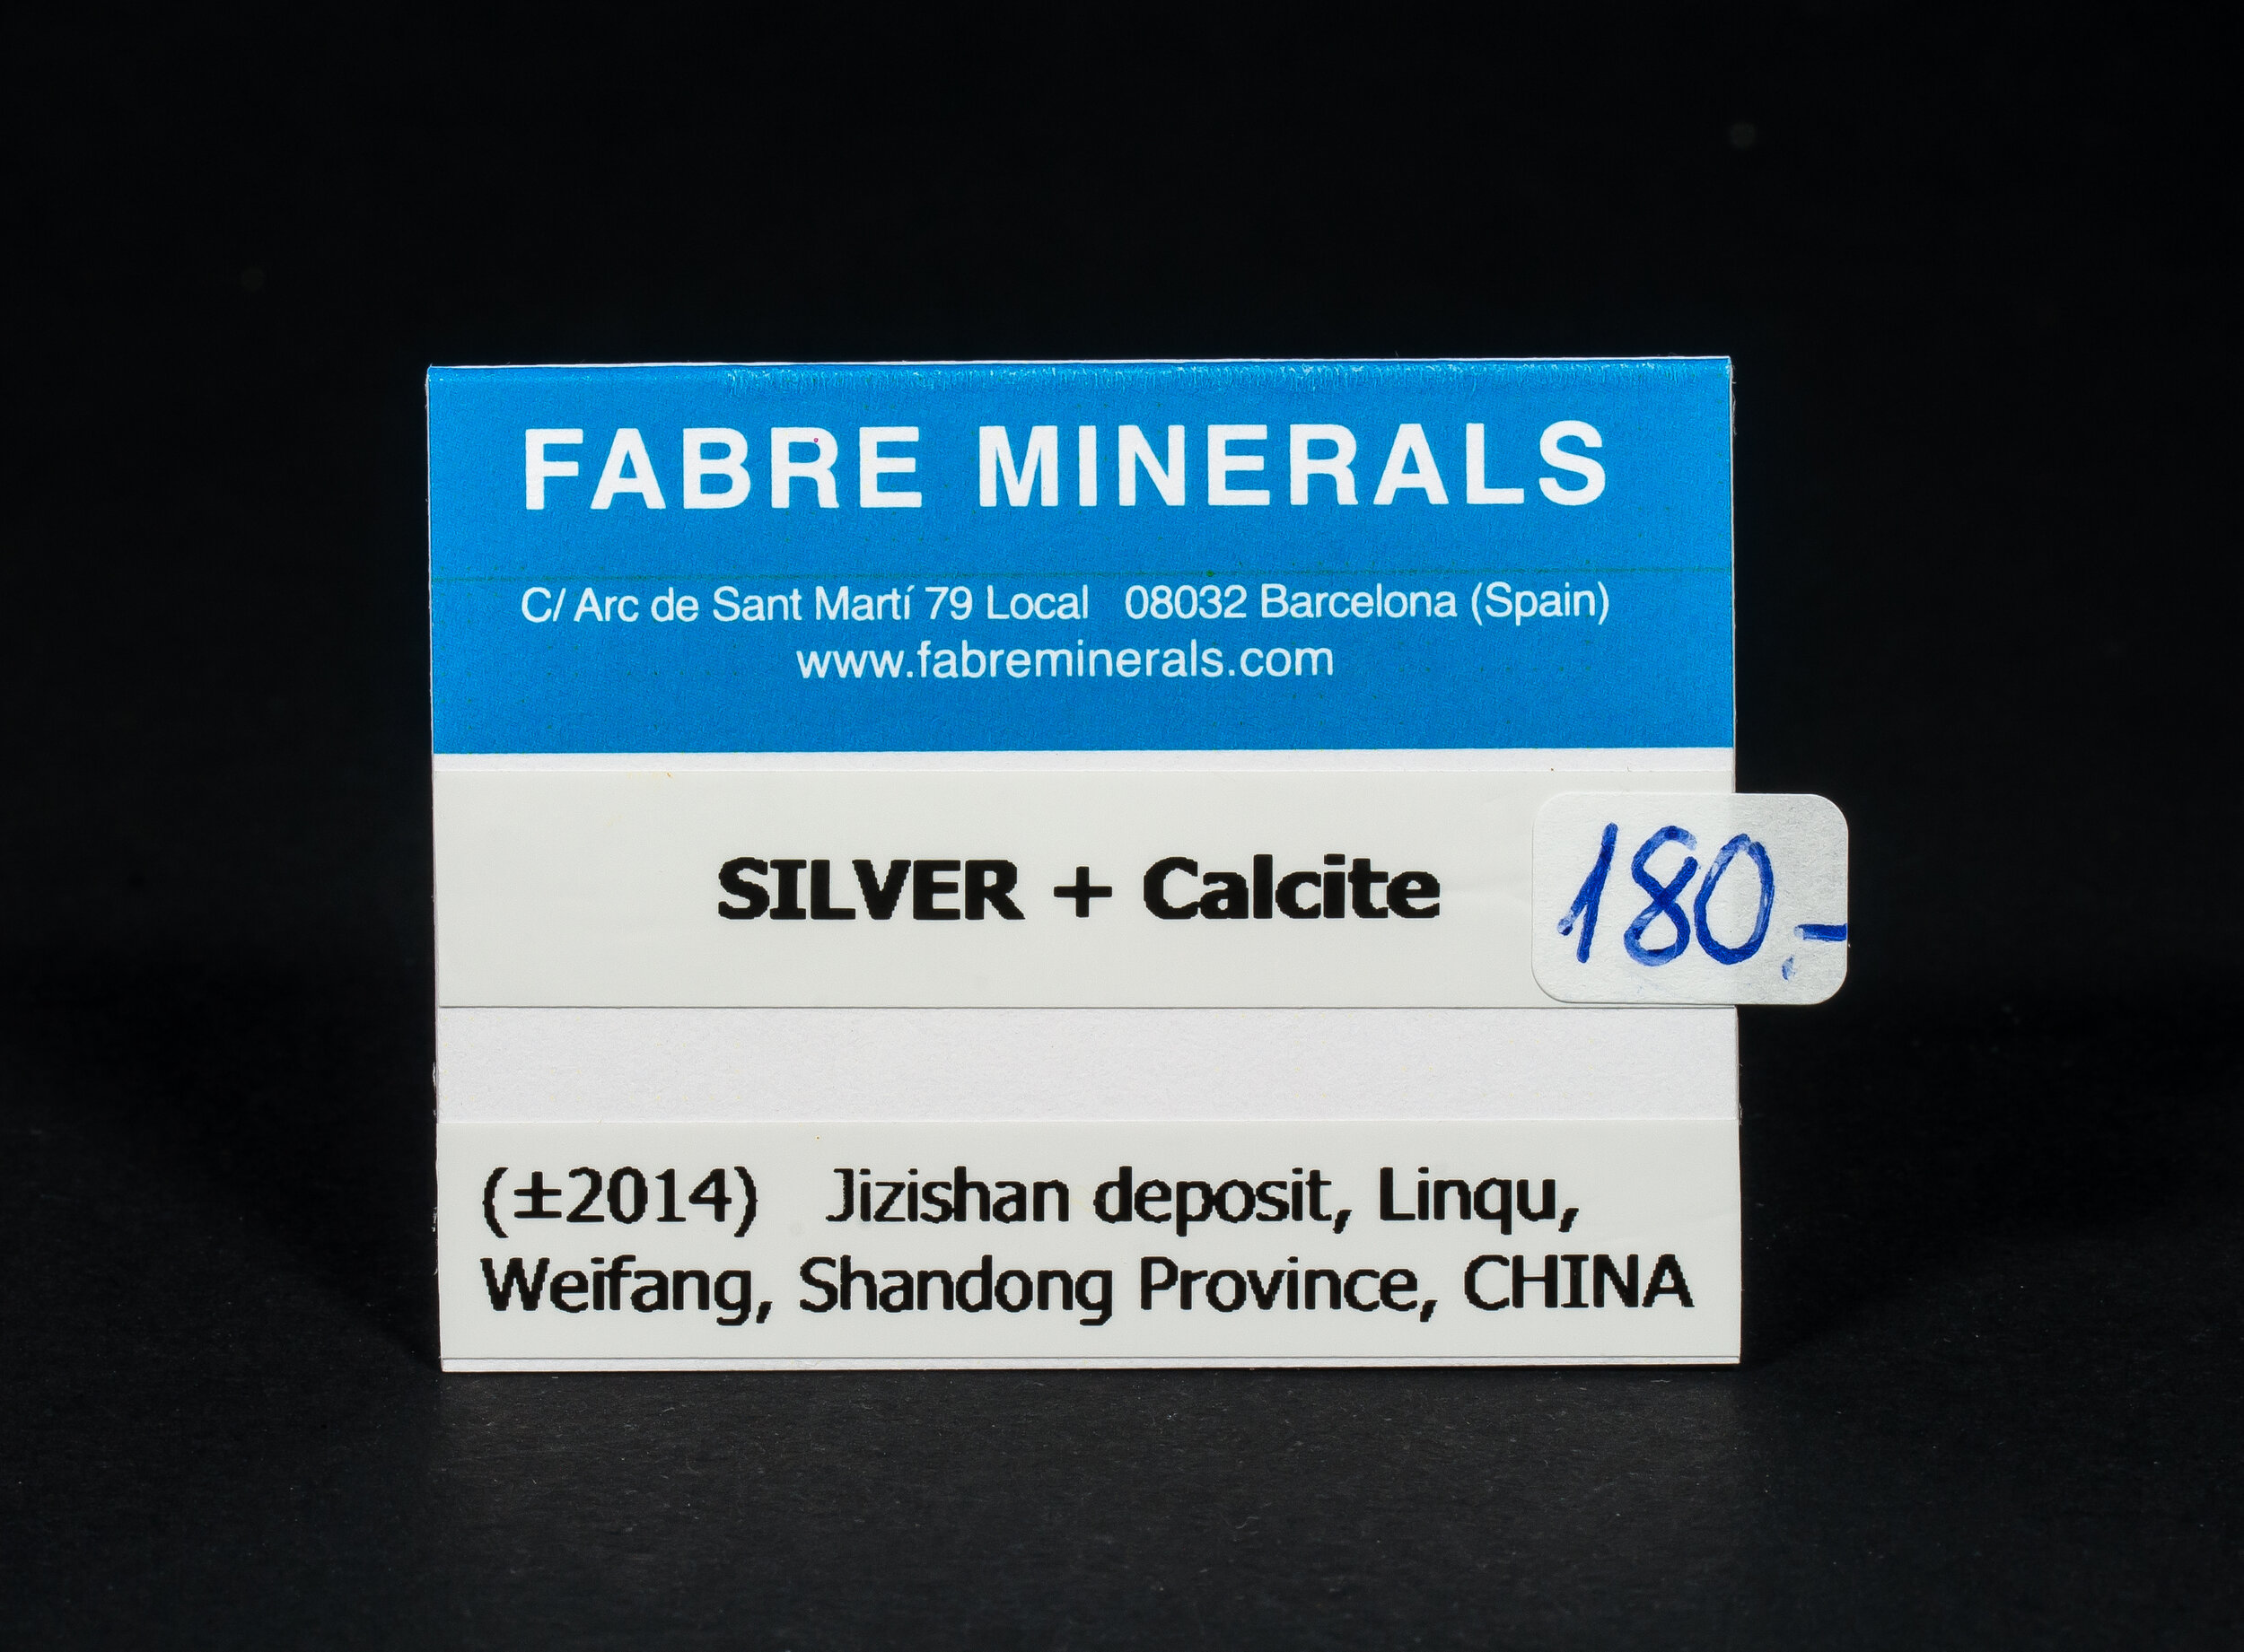 FABRE MINERALS
C/ Arc de Sant Martí 79 Local 08032 Barcelona (Spain)
www.fabreminerals.com
SILVER + Calcite
180.-
(±2014) Jizishan deposit, Linqu,
Weifang, Shandong Province, CHINA